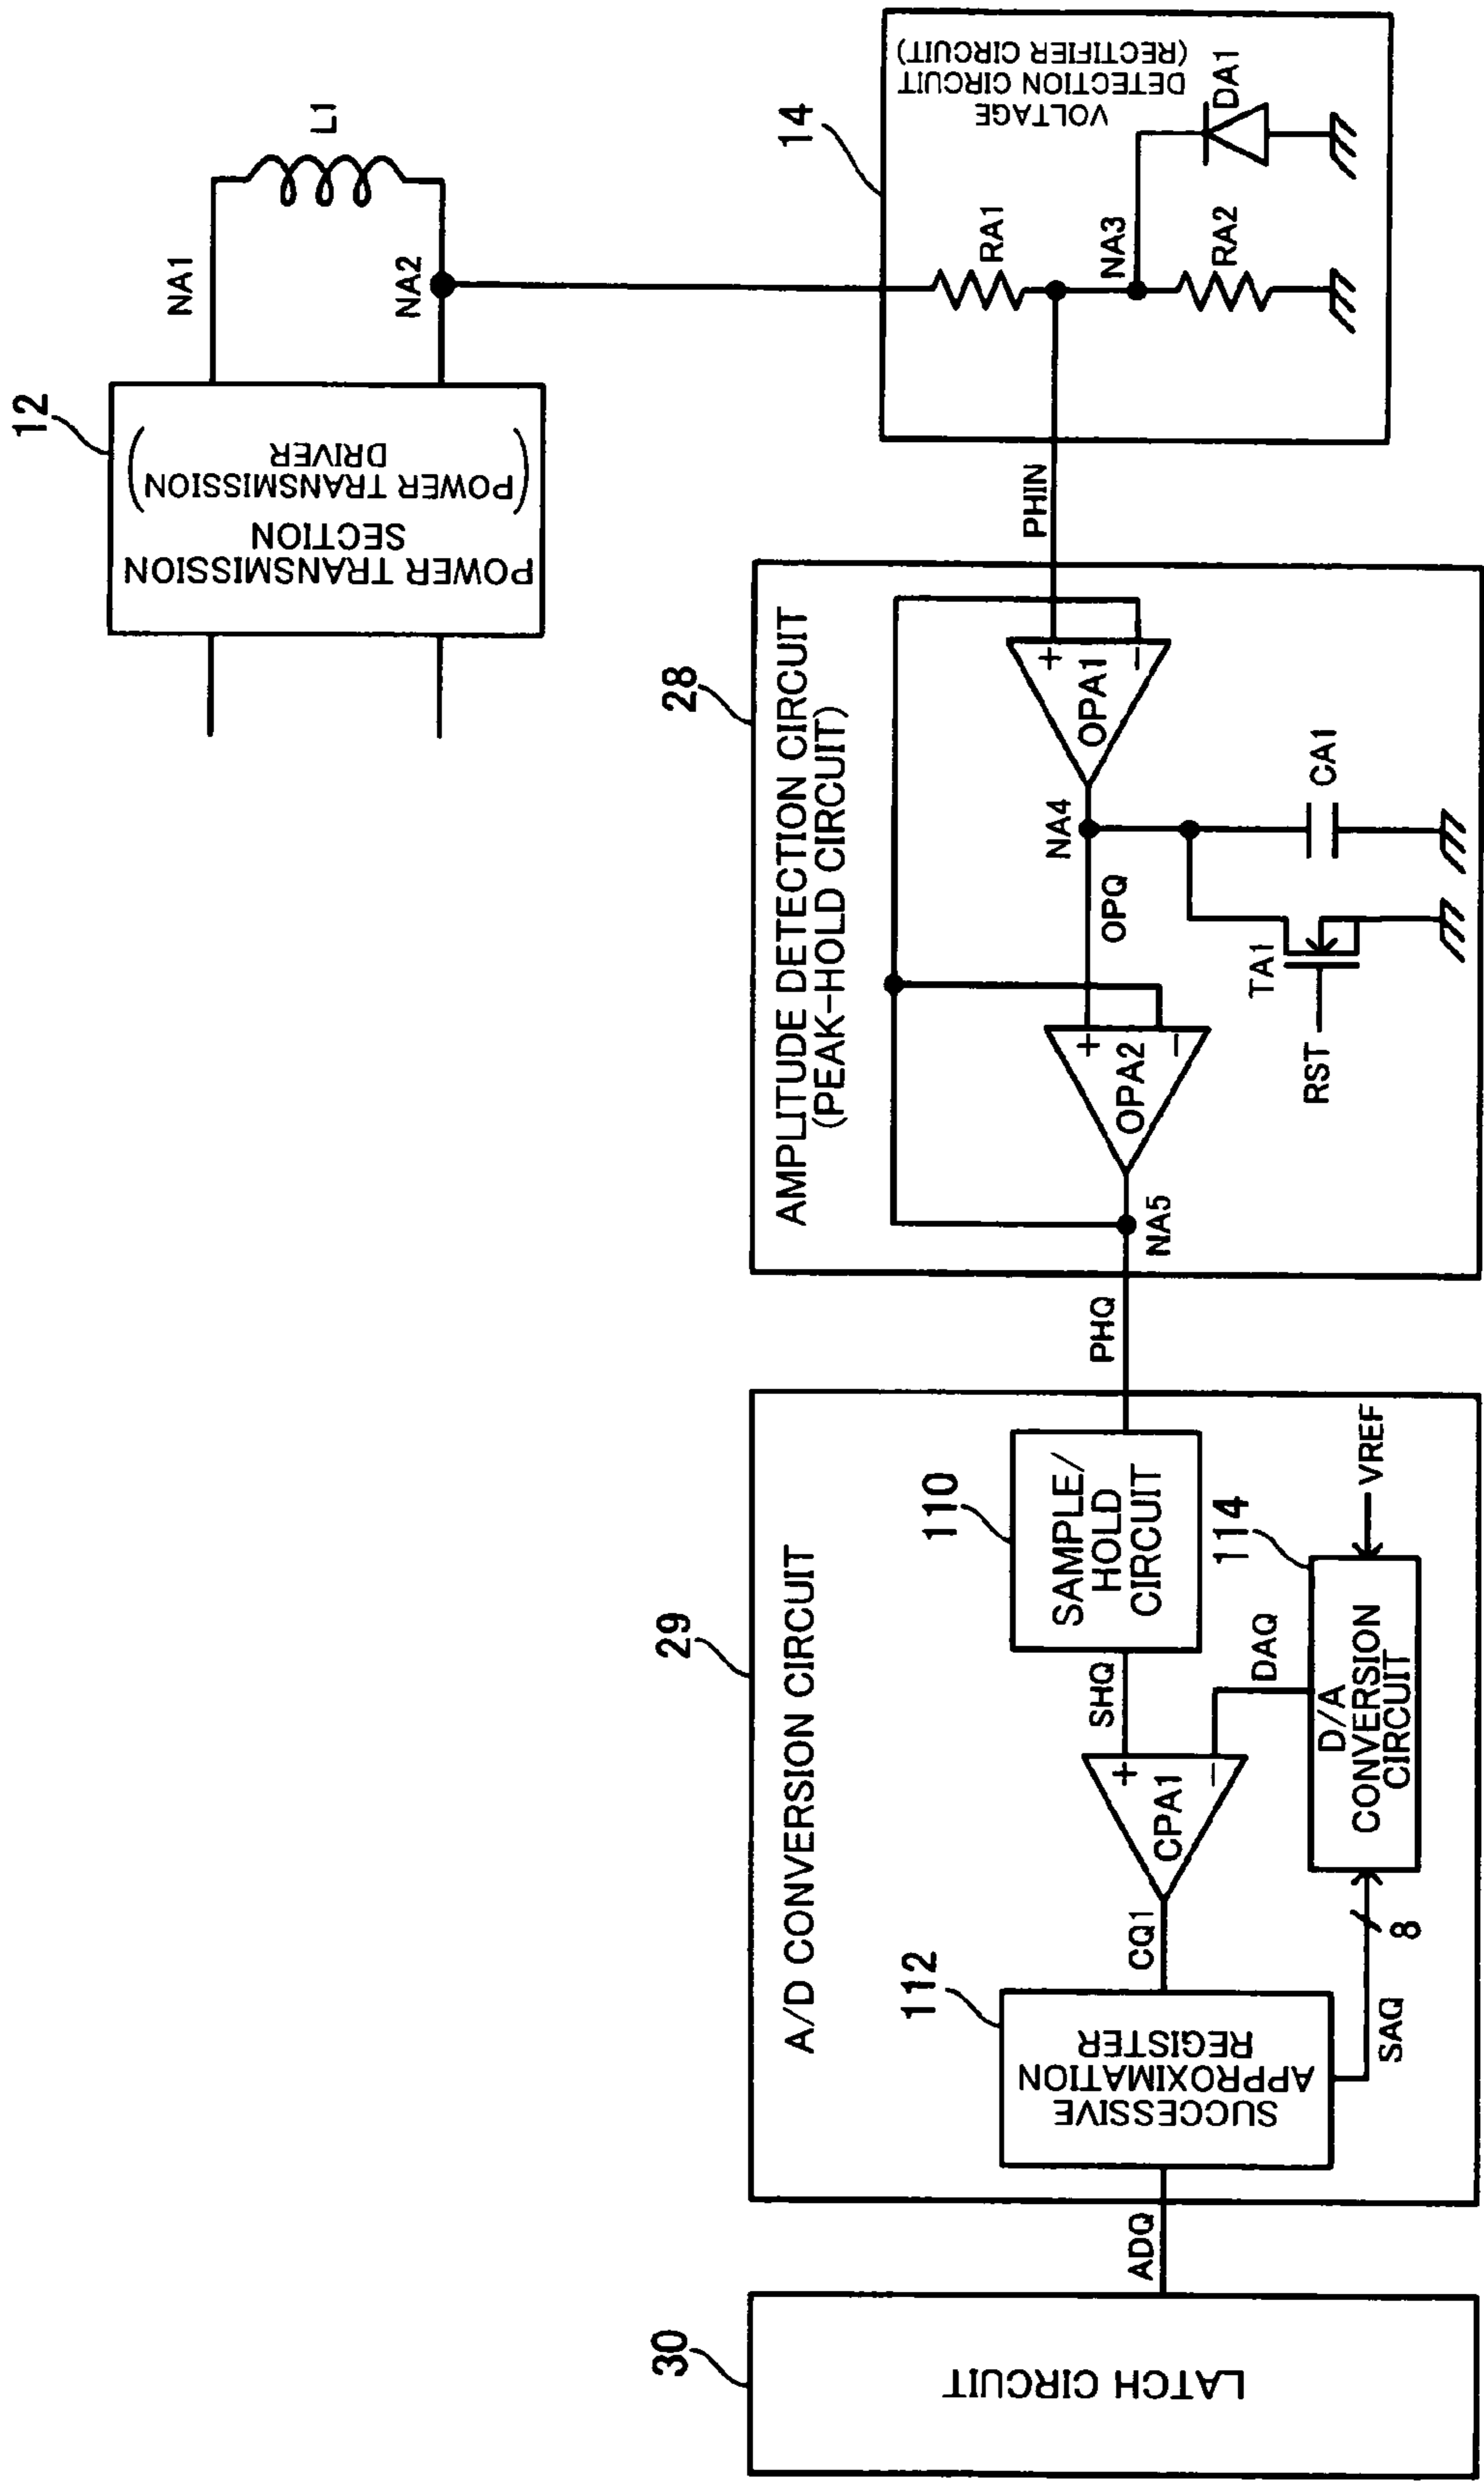 12
POWER TRANSMISSION
SECTION
(POWER TRANSMISSION
DRIVER)
NA1
NA2
L1
14
VOLTAGE
DETECTION CIRCUIT
(RECTIFIER CIRCUIT)
RA1
NA3
RA2
DA1
PHIN
28
AMPLITUDE DETECTION CIRCUIT
(PEAK-HOLD CIRCUIT)
+
−
OPA1
NA4
OPQ
CA1
TA1
RST
+
−
OPA2
NA5
PHQ
29
A/D CONVERSION CIRCUIT
110
SAMPLE/
HOLD
CIRCUIT
SHQ
+
−
CPA1
DAQ
114
D/A
CONVERSION
CIRCUIT
VREF
CQ1
112
SUCCESSIVE
APPROXIMATION
REGISTER
SAQ
8
ADQ
30
LATCH CIRCUIT